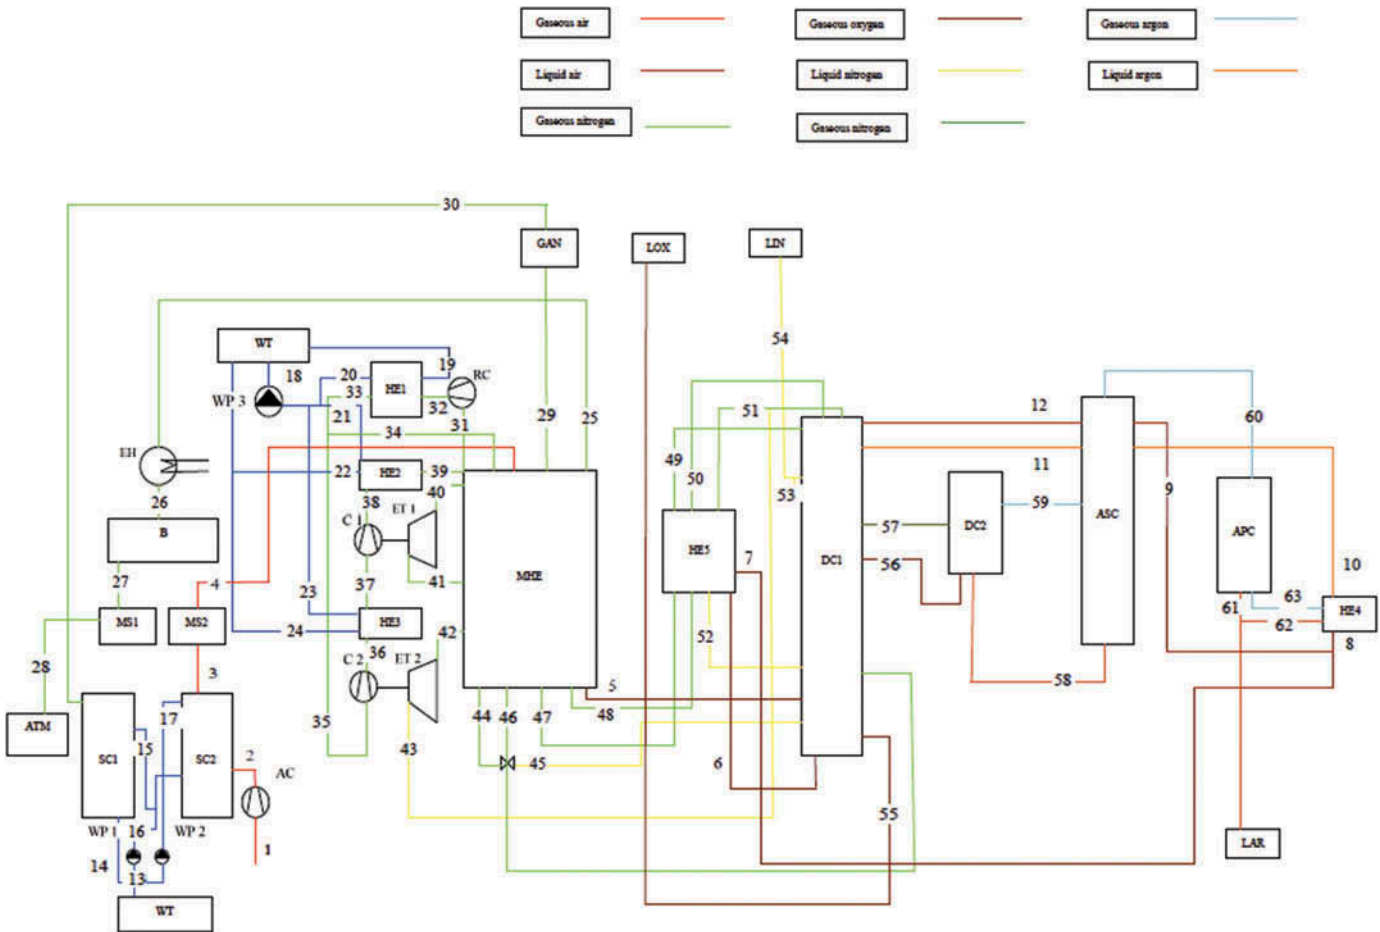 Gaseous air
Gaseous oxygen
Gaseous argon
Liquid air
Liquid nitrogen
Liquid argon
Gaseous nitrogen
Gaseous nitrogen
30
GAN
LOX
LIN
WT
18
20
19
HE1
RC
33
32
WP 3
21
31
29
25
54
12
60
34
51
EH
22
HE2
39
49
50
53
11
9
26
38
40
C 1
ET 1
B
57
DC2
59
ASC
APC
HE5
DC1
MHE
7
56
10
27
4
37
41
23
61
63
HE4
MS1
MS2
HE3
42
52
62
24
8
28
3
36
C 2
ET 2
5
58
17
35
44
46
47
48
ATM
15
43
SC1
SC2
2
AC
45
6
55
WP 1
16
WP 2
1
14
13
LAR
WT